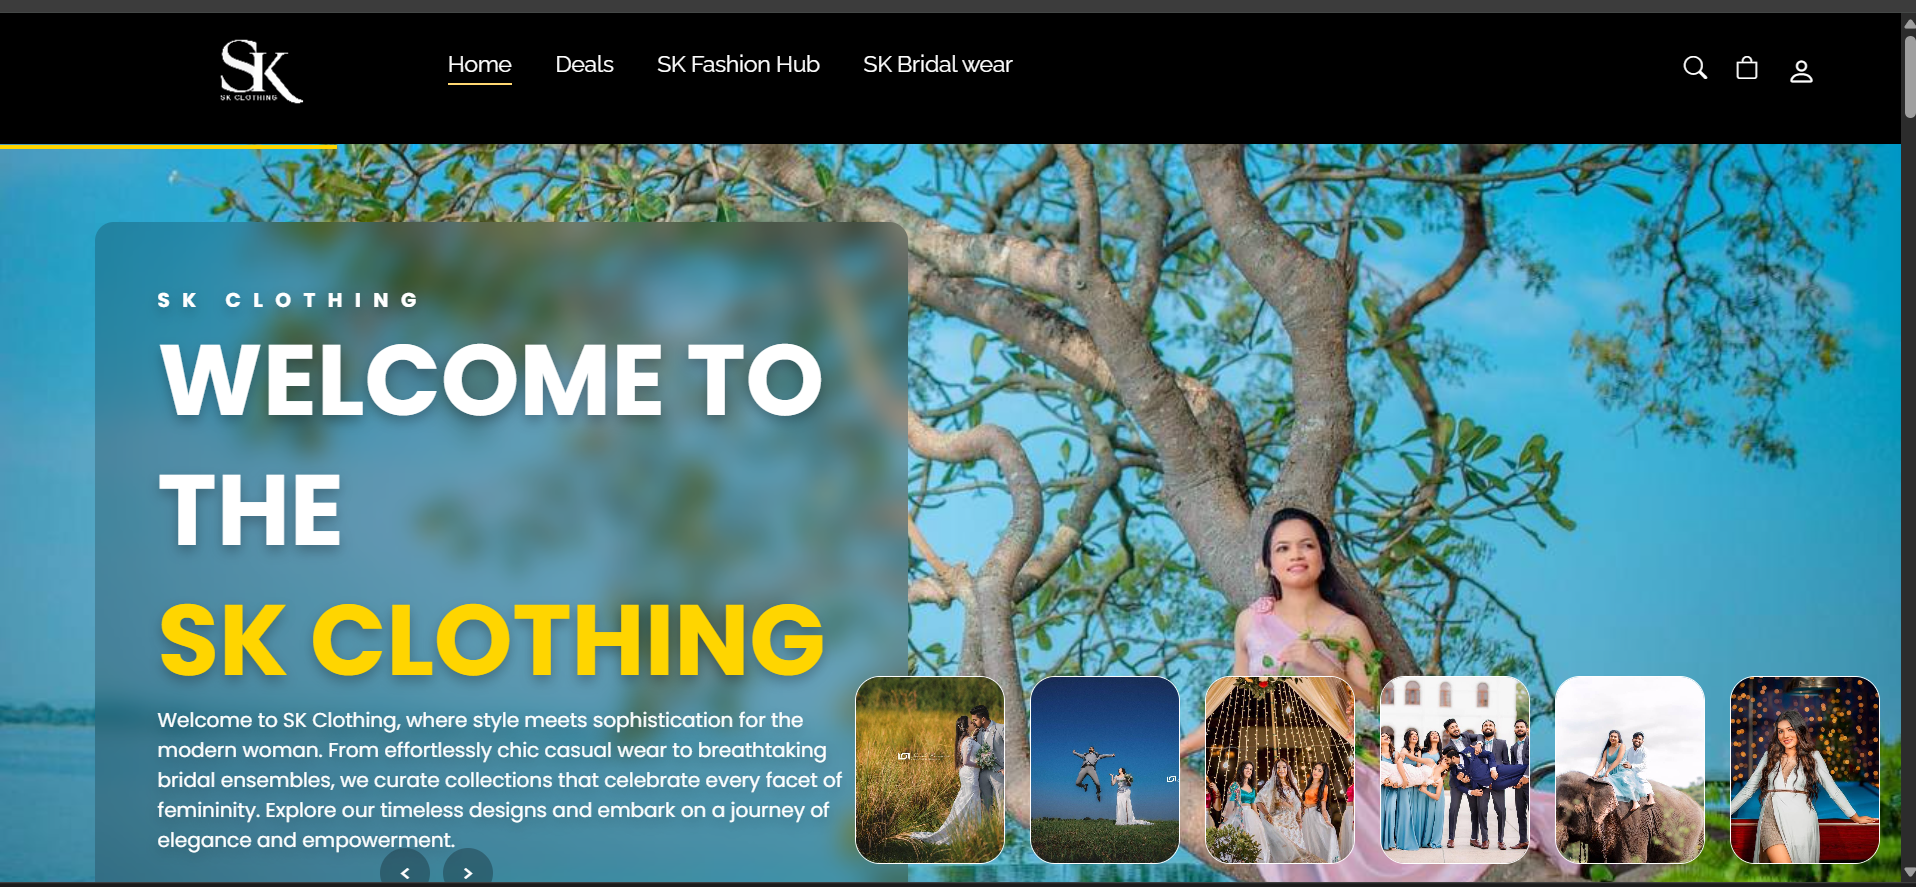 SK
SK CLOTHING
Home
Deals
SK Fashion Hub
SK Bridal wear
SK CLOTHING
WELCOME TO
THE
SK CLOTHING
Welcome to SK Clothing, where style meets sophistication for the
modern woman. From effortlessly chic casual wear to breathtaking
bridal ensembles, we curate collections that celebrate every facet of
femininity. Explore our timeless designs and embark on a journey of
elegance and empowerment.
< >